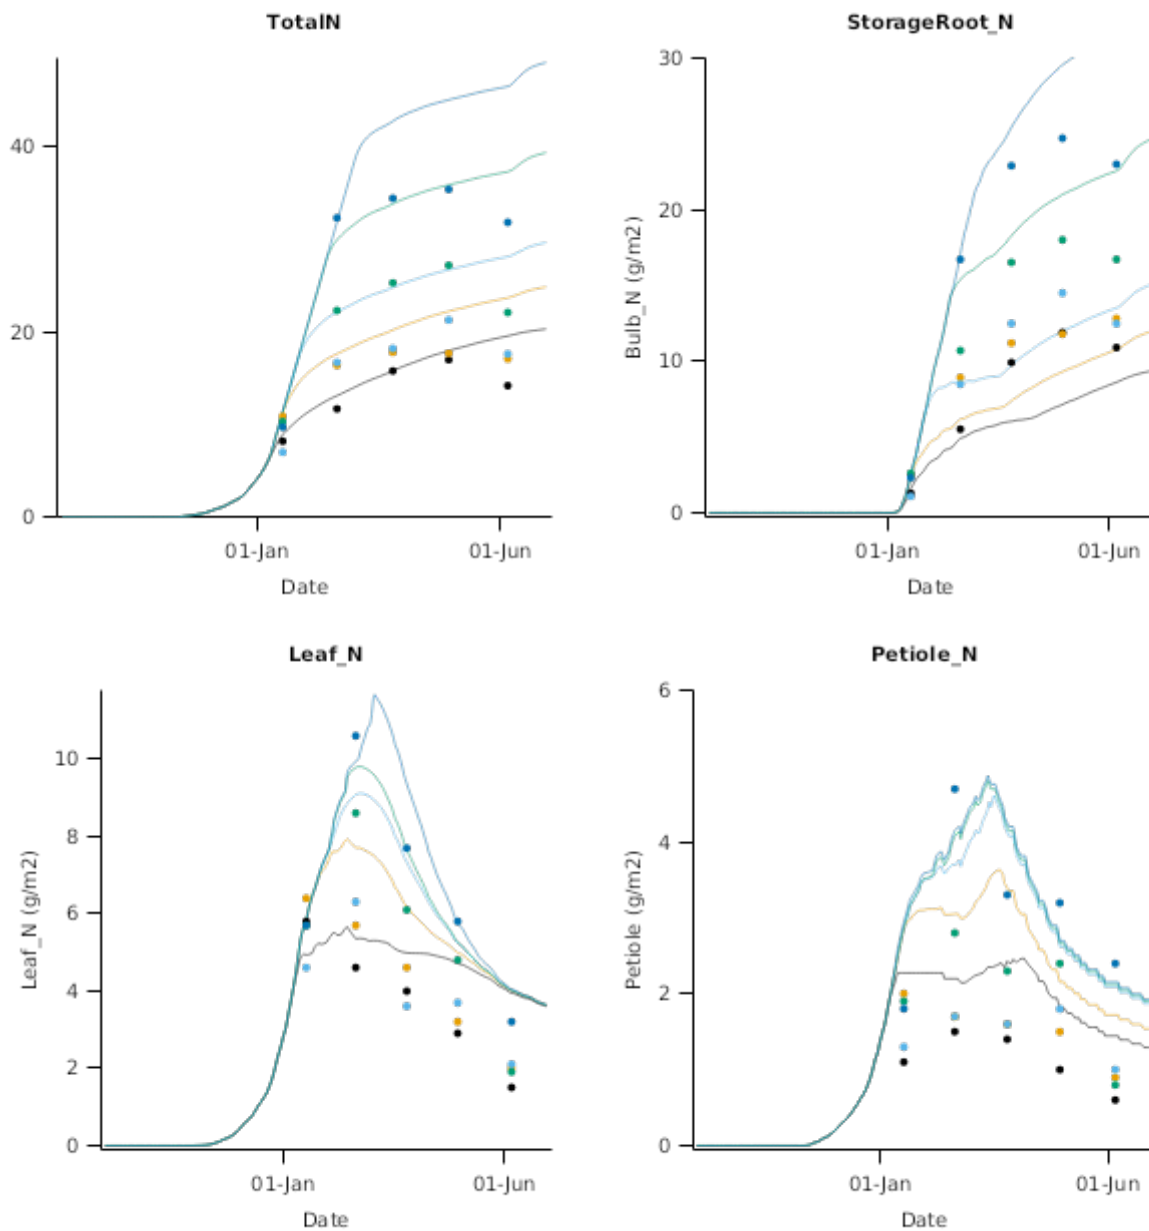 TotalN
40
20
0
01-Jan
01-Jun
Date
StorageRoot_N
Bulb_N (g/m2)
30
20
10
0
01-Jan
01-Jun
Date
Leaf_N
Leaf_N (g/m2)
10
8
6
4
2
0
01-Jan
01-Jun
Date
Petiole_N
Petiole (g/m2)
6
4
2
0
01-Jan
01-Jun
Date